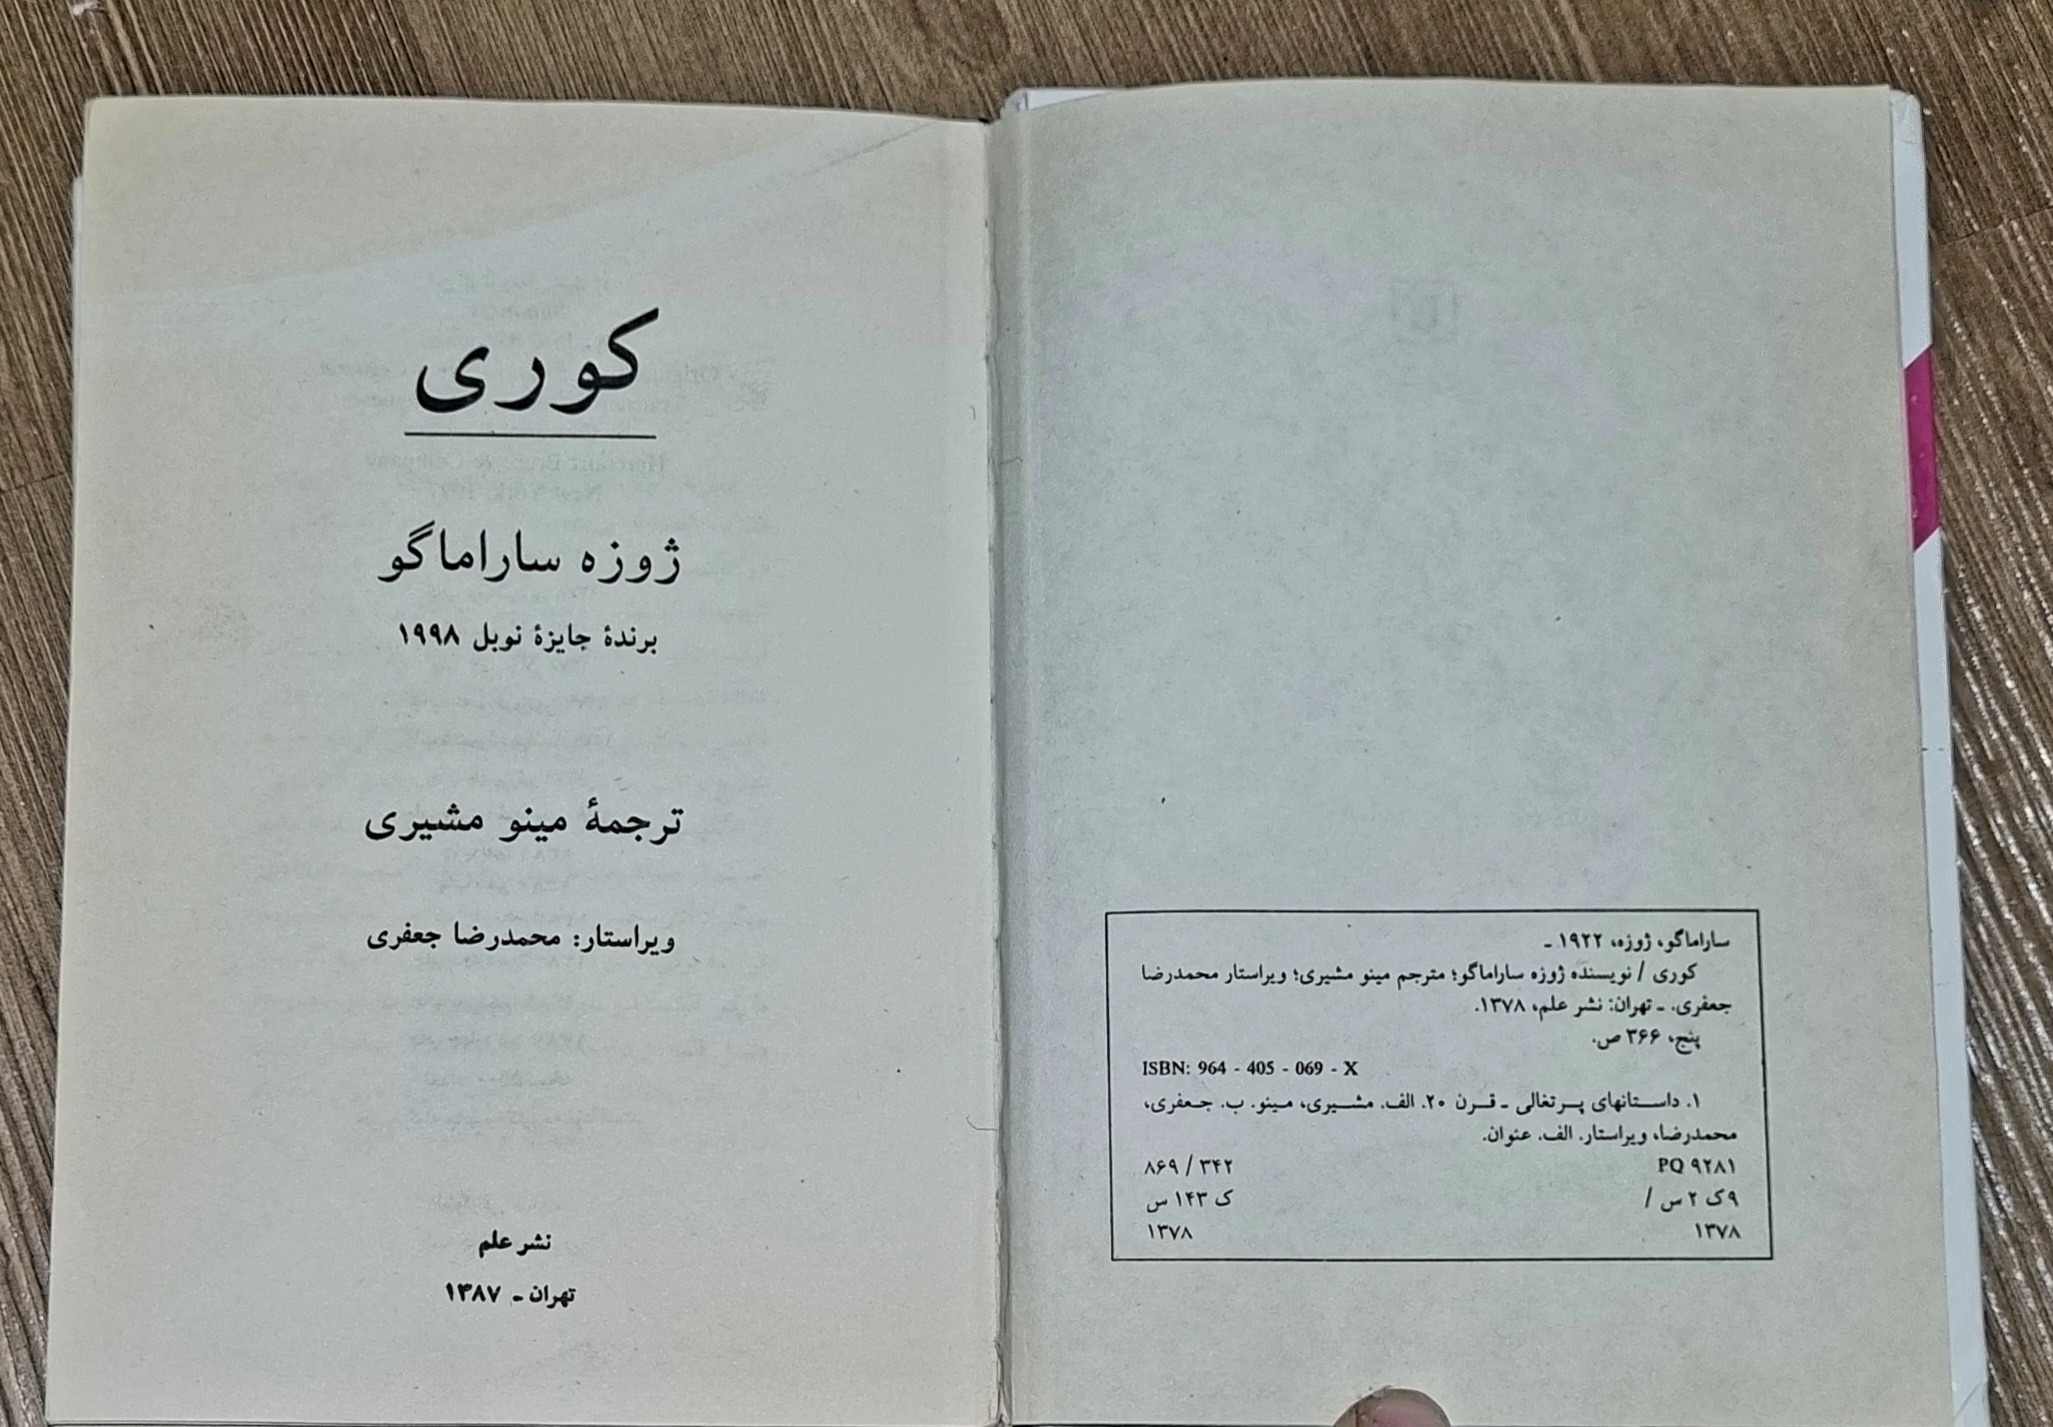 ساراماگو، ژوزه، ۱۹۲۲ ـ
کوری / نویسنده ژوزه ساراماگو؛ مترجم مینو مشیری؛ ویراستار محمدرضا
جعفری. ـ تهران: نشر علم، ۱۳۷۸.
پنج، ۳۶۶ ص.
ISBN: 964 - 405 - 069 - X
۱. داستانهای پرتغالی ـ قرن ۲۰. الف. مشیری، مینو. ب. جعفری،
محمدرضا، ویراستار. الف. عنوان.
PQ ۹۲۸۱ ۸۶۹ / ۳۴۲
۹ک ۲ س / ک ۱۴۳ س
۱۳۷۸ ۱۳۷۸
کوری
ژوزه ساراماگو
برندهٔ جایزهٔ نوبل ۱۹۹۸
ترجمهٔ مینو مشیری
ویراستار: محمدرضا جعفری
نشر علم
تهران ـ ۱۳۸۷